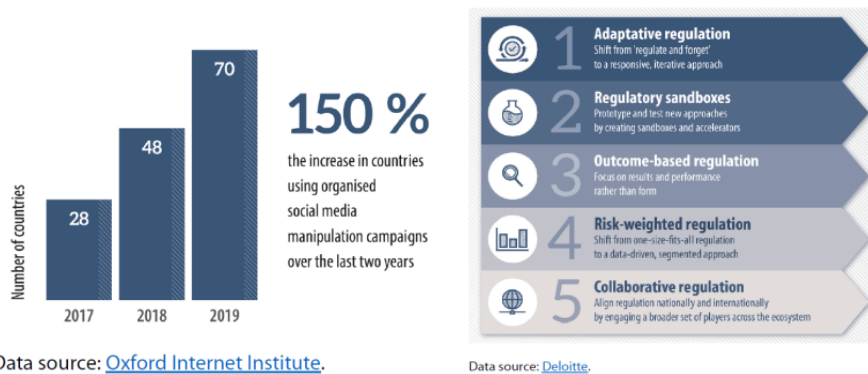 70
48
28
Number of countries
2017 2018 2019
150 %
the increase in countries
using organised
social media
manipulation campaigns
over the last two years
Data source: Oxford Internet Institute.
1
Adaptative regulation
Shift from 'regulate and forget'
to a responsive, iterative approach
2
Regulatory sandboxes
Prototype and test new approaches
by creating sandboxes and accelerators
3
Outcome-based regulation
Focus on results and performance
rather than form
4
Risk-weighted regulation
Shift from one-size-fits-all regulation
to a data-driven, segmented approach
5
Collaborative regulation
Align regulation nationally and internationally
by engaging a broader set of players across the ecosystem
Data source: Deloitte.